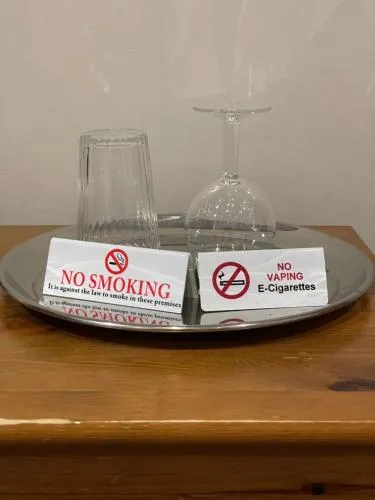 NO SMOKING
It is against the law to smoke in these premises
NO
VAPING
E-Cigarettes